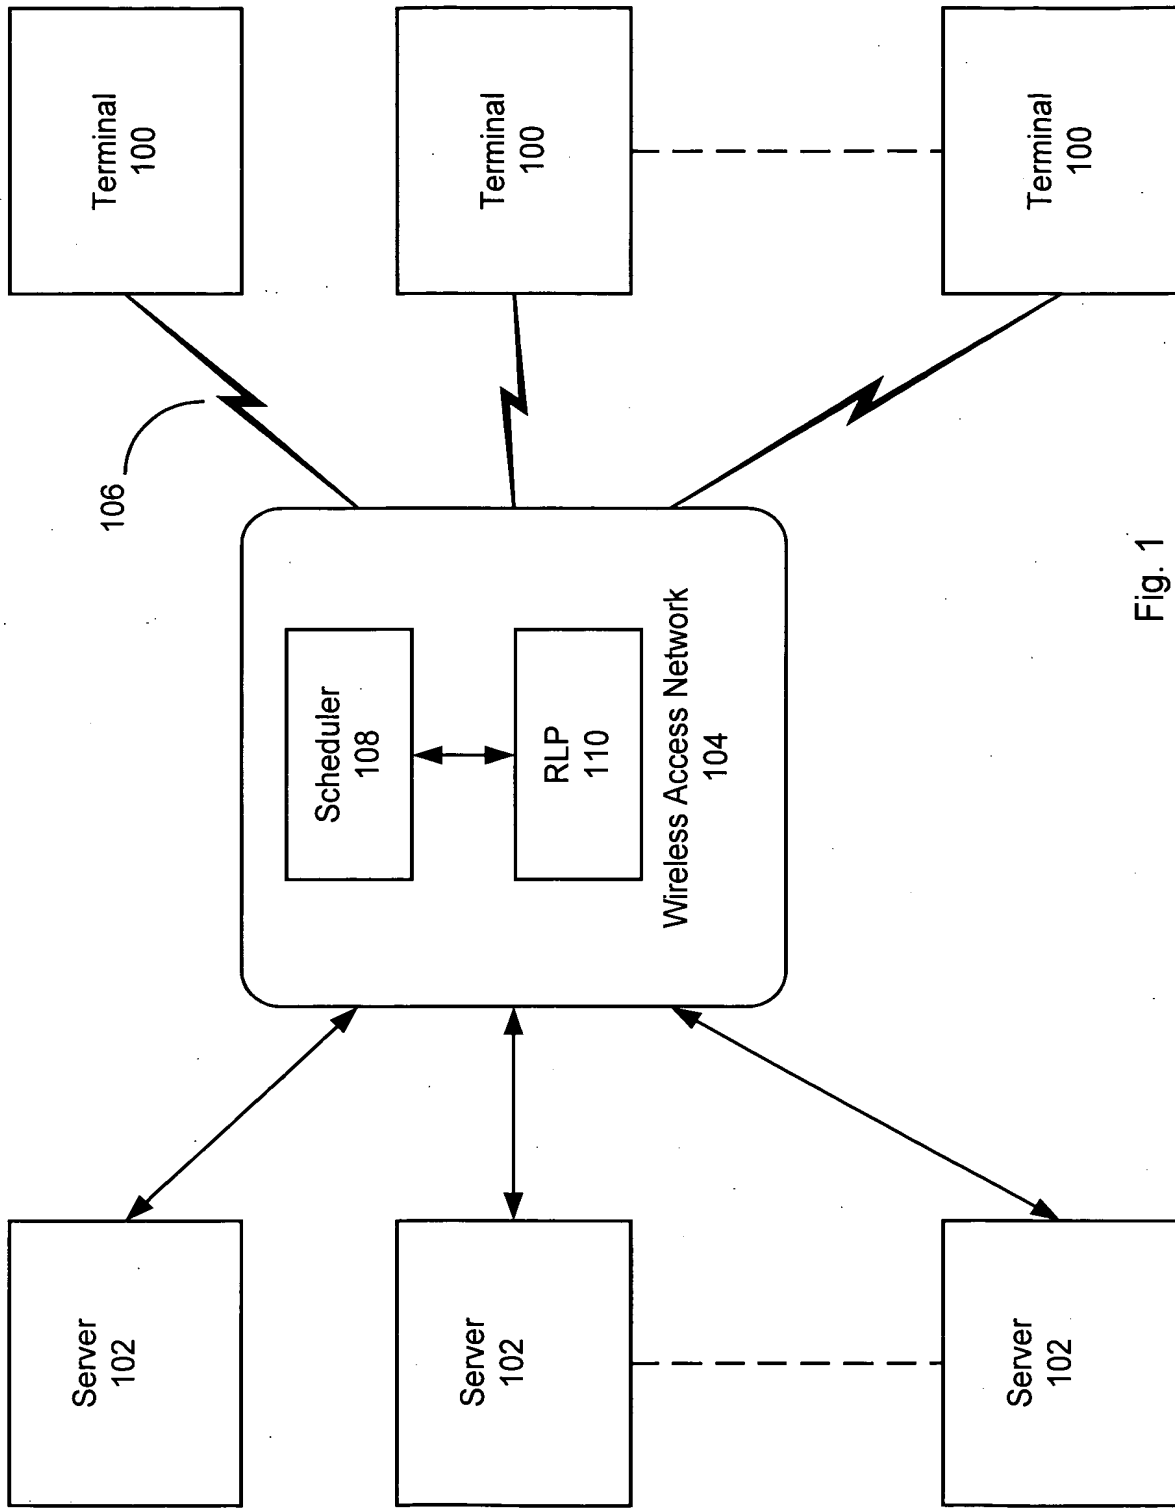 Server
102
Server
102
Server
102
Scheduler
108
RLP
110
Wireless Access Network
104
106
Terminal
100
Terminal
100
Terminal
100
Fig. 1